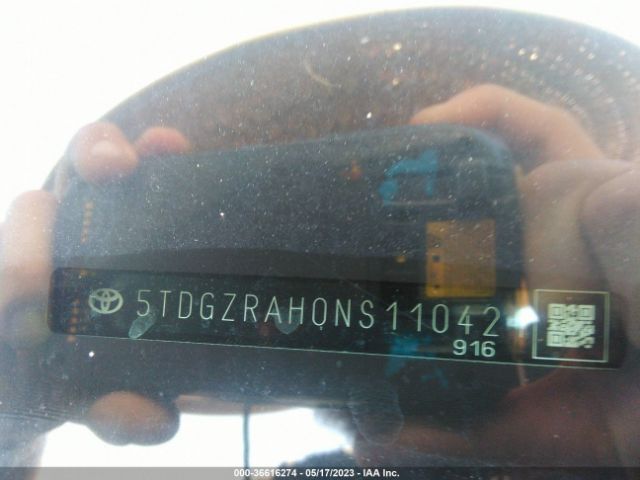 5TDGZRAH0NS11042
916
000-36616274 - 05/17/2023 - IAA Inc.